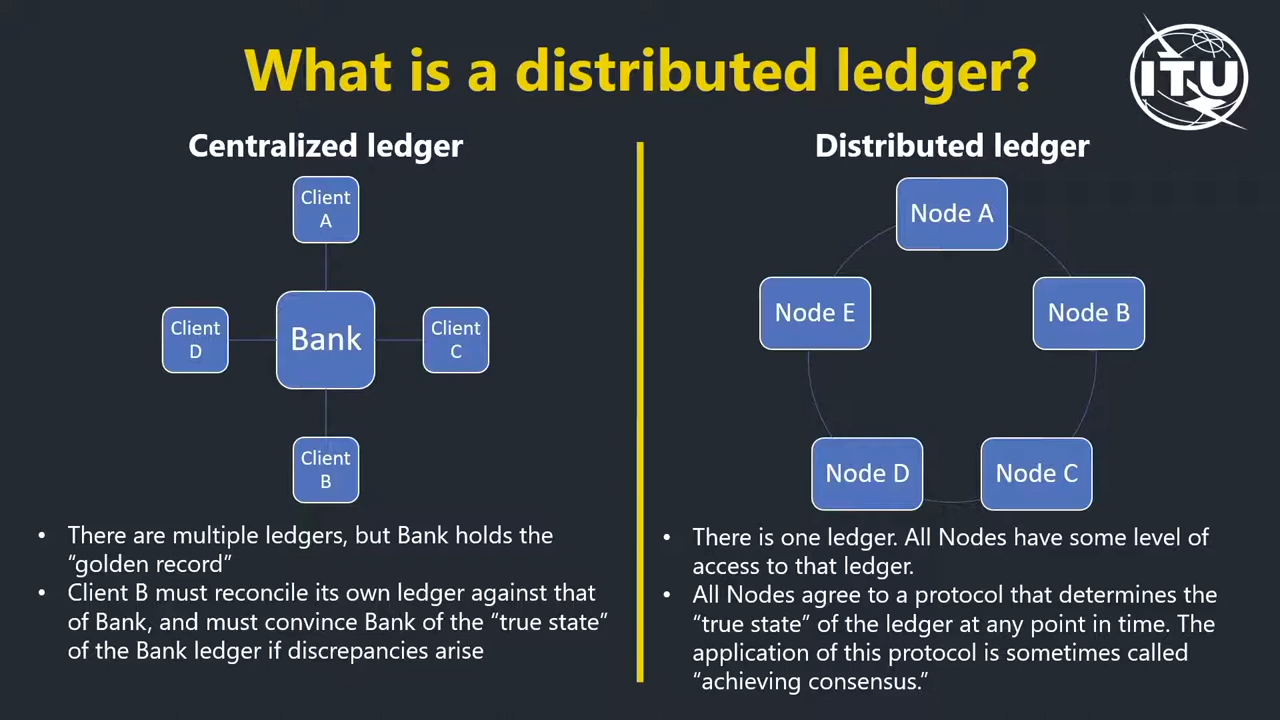 What is a distributed ledger?
ITU
Centralized ledger
Client
A
Client
D
Bank
Client
C
Client
B
• There are multiple ledgers, but Bank holds the
“golden record”
• Client B must reconcile its own ledger against that
of Bank, and must convince Bank of the “true state”
of the Bank ledger if discrepancies arise
Distributed ledger
Node A
Node E
Node B
Node D
Node C
• There is one ledger. All Nodes have some level of
access to that ledger.
• All Nodes agree to a protocol that determines the
“true state” of the ledger at any point in time. The
application of this protocol is sometimes called
“achieving consensus.”